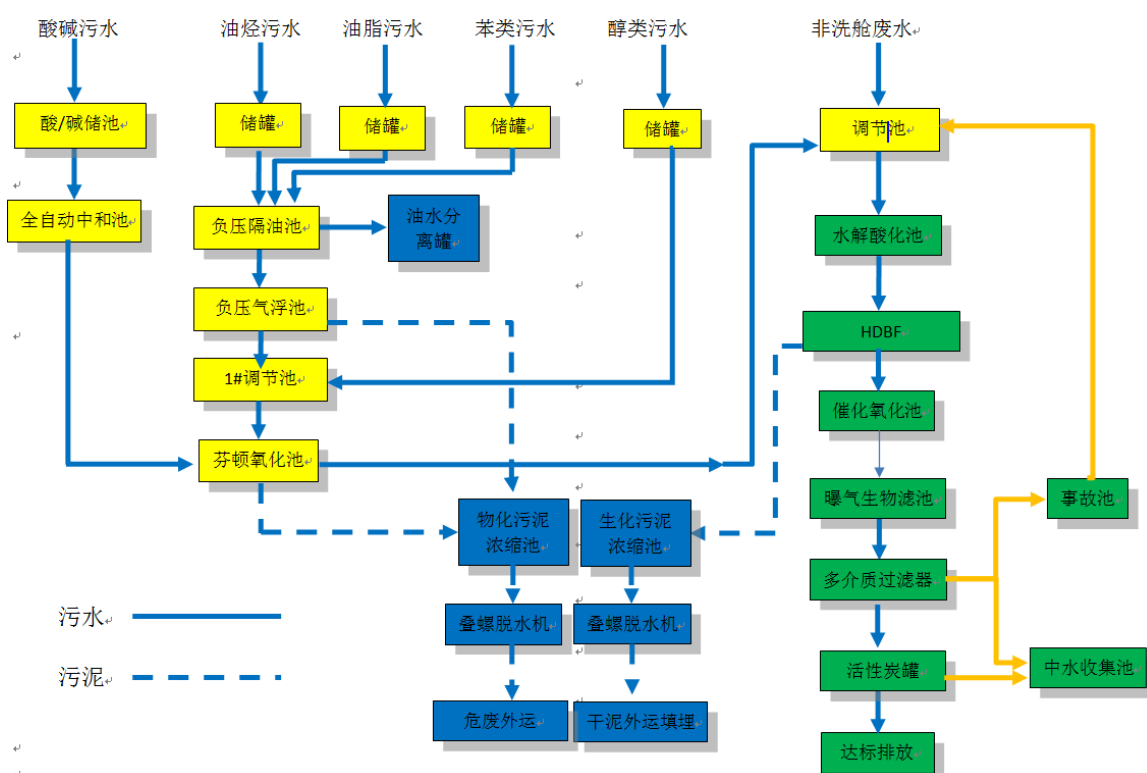 酸碱污水
油烃污水
油脂污水
苯类污水
醇类污水
非洗舱废水
酸/碱储池
储罐
储罐
储罐
储罐
调节池
全自动中和池
负压隔油池
油水分
离罐
水解酸化池
负压气浮池
HDBF
1#调节池
催化氧化池
芬顿氧化池
曝气生物滤池
事故池
物化污泥
浓缩池
生化污泥
浓缩池
多介质过滤器
污水
叠螺脱水机
叠螺脱水机
污泥
活性炭罐
中水收集池
危废外运
干泥外运填埋
达标排放